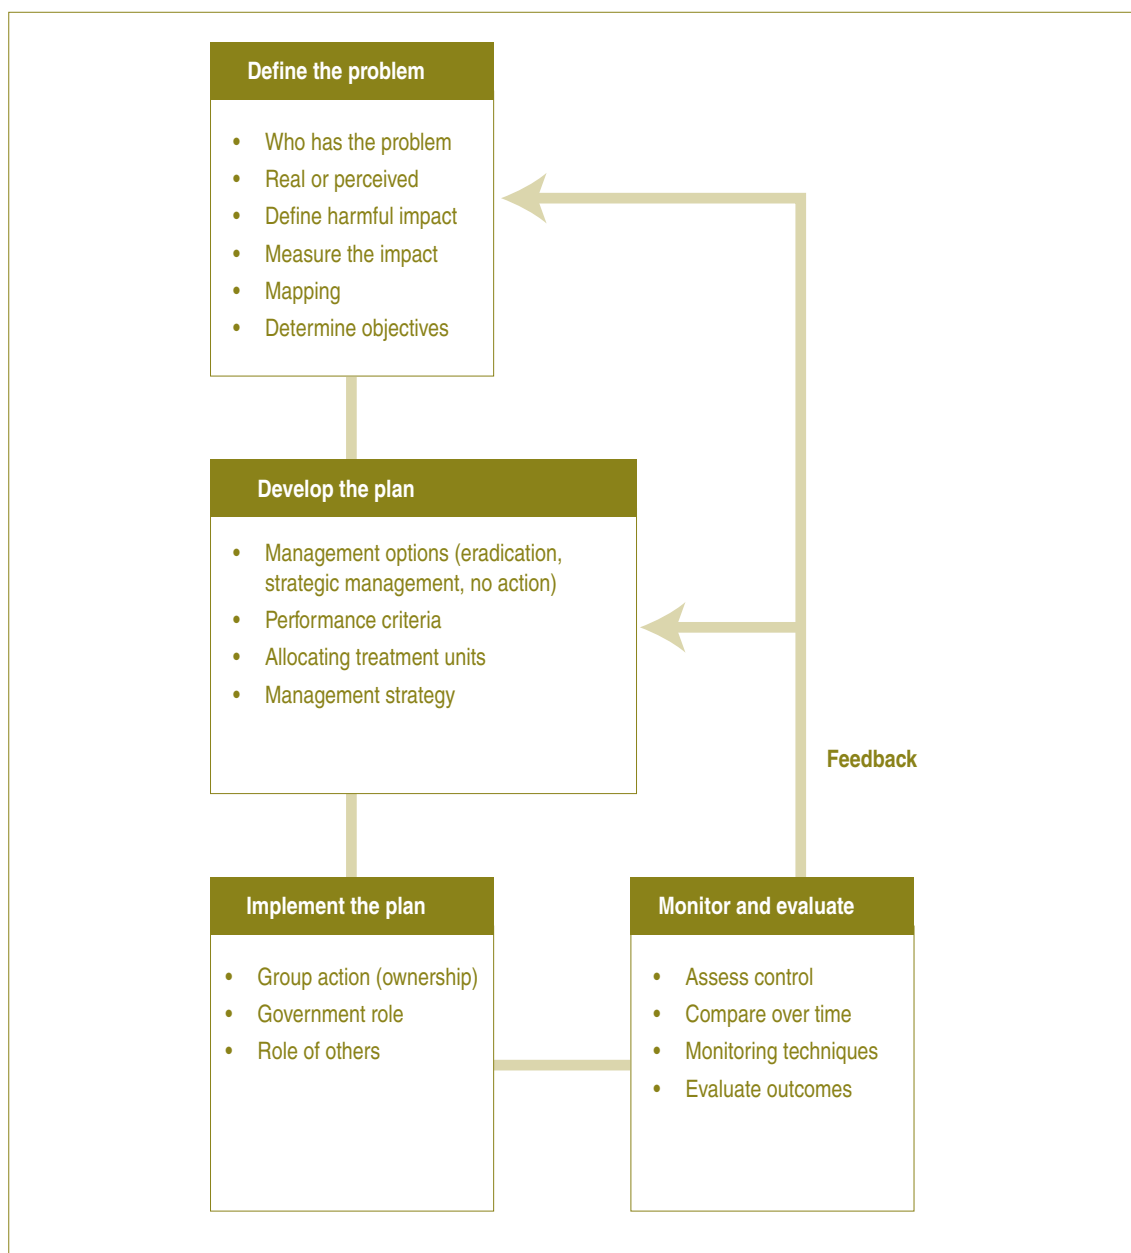 Define the problem
• Who has the problem
• Real or perceived
• Define harmful impact
• Measure the impact
• Mapping
• Determine objectives
Develop the plan
• Management options (eradication,
strategic management, no action)
• Performance criteria
• Allocating treatment units
• Management strategy
Feedback
Implement the plan
• Group action (ownership)
• Government role
• Role of others
Monitor and evaluate
• Assess control
• Compare over time
• Monitoring techniques
• Evaluate outcomes